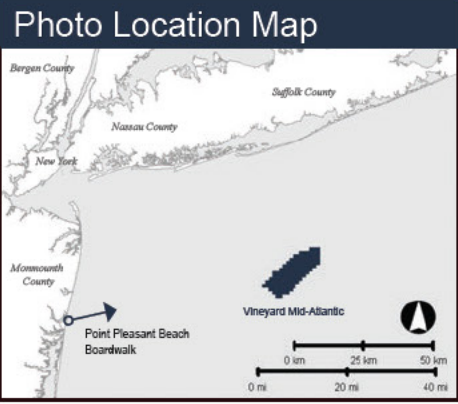 Photo Location Map
Bergen County
Suffolk County
Nassau County
New York
Monmounth
County
Vineyard Mid-Atlantic
Point Pleasant Beach
Boardwalk
0 km 25 km 50 km
0 mi 20 mi 40 mi